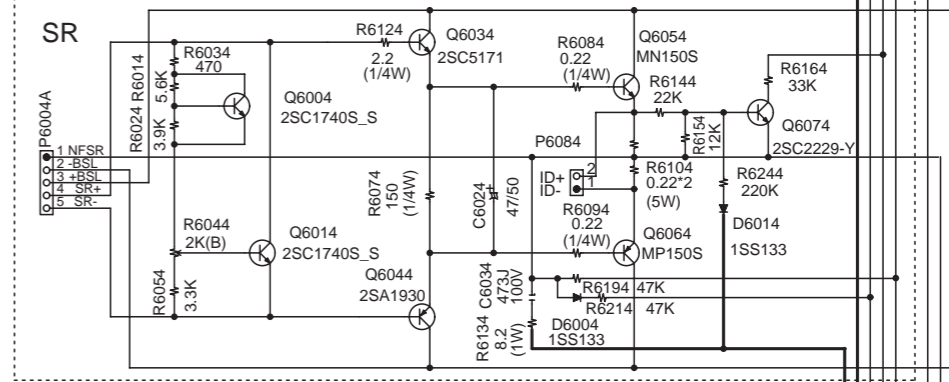 SR
P6004A
1 NFSR
2 -BSL
3 +BSL
4 SR+
5 SR-
R6034
470
R6014
5.6K
R6024
3.9K
Q6004
2SC1740S_S
R6044
2K(B)
Q6014
2SC1740S_S
R6054
3.3K
R6124
2.2
(1/4W)
Q6034
2SC5171
R6074
150
(1/4W)
C6024
47/50
Q6044
2SA1930
R6084
0.22
(1/4W)
Q6054
MN150S
R6144
22K
R6154
12K
P6084
ID+ 2
ID- 1
R6104
0.22*2
(5W)
R6094
0.22
(1/4W)
Q6064
MP150S
C6034
473J
100V
R6134
8.2
(1W)
R6194 47K
R6214 47K
D6004
1SS133
R6164
33K
Q6074
2SC2229-Y
R6244
220K
D6014
1SS133